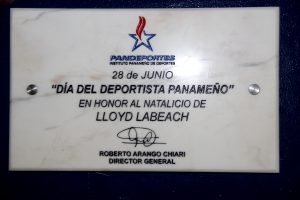 PANDEPORTES
INSTITUTO PANAMEÑO DE DEPORTES
28 de JUNIO
"DÍA DEL DEPORTISTA PANAMEÑO"
EN HONOR AL NATALICIO DE
LLOYD LABEACH
ROBERTO ARANGO CHIARI
DIRECTOR GENERAL